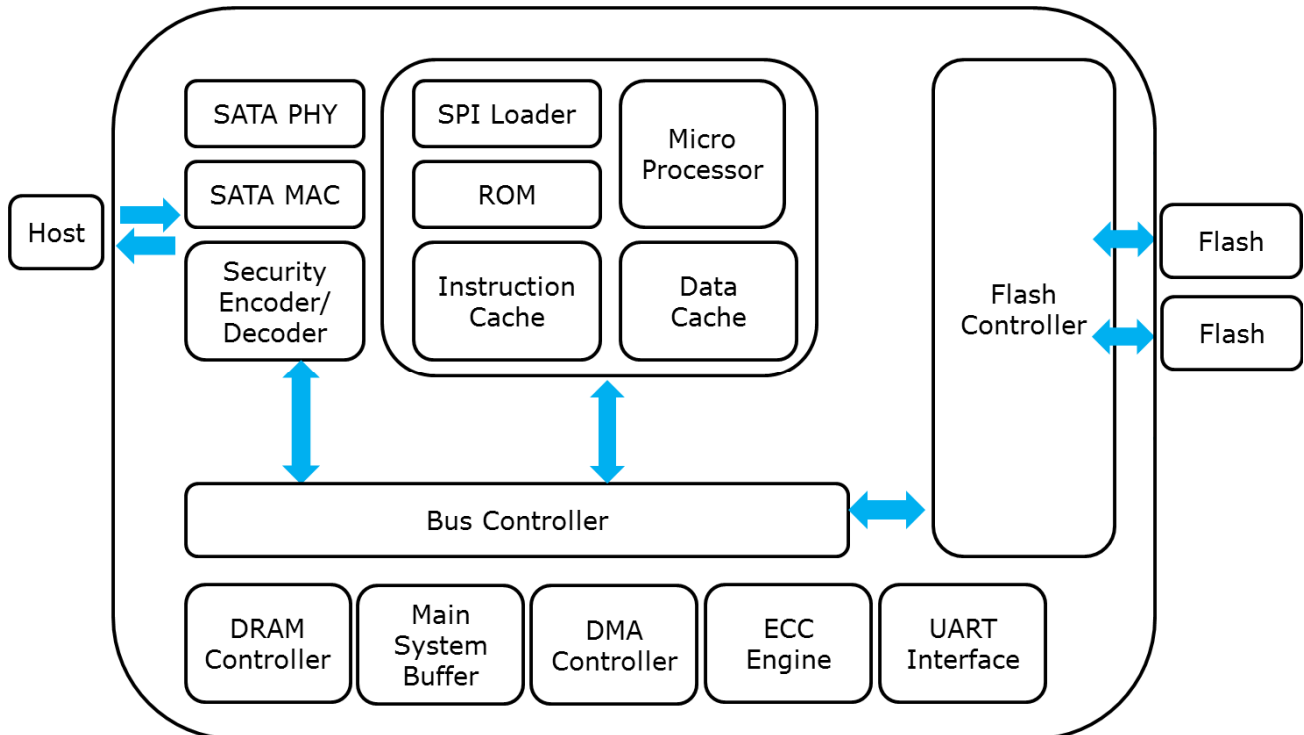 Host
SATA PHY
SATA MAC
Security
Encoder/
Decoder
SPI Loader
ROM
Instruction
Cache
Micro
Processor
Data
Cache
Flash
Controller
Flash
Flash
Bus Controller
DRAM
Controller
Main
System
Buffer
DMA
Controller
ECC
Engine
UART
Interface